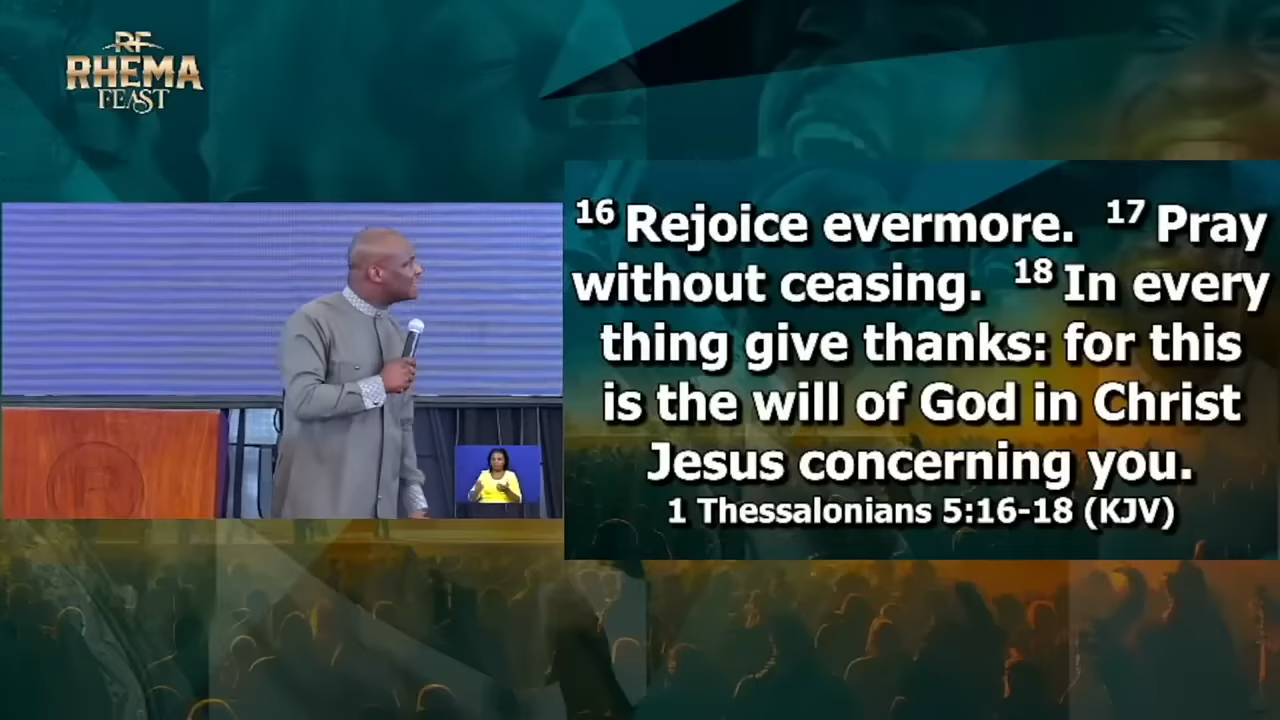 RF
RHEMA
FEAST
¹⁶ Rejoice evermore. ¹⁷ Pray
without ceasing. ¹⁸ In every
thing give thanks: for this
is the will of God in Christ
Jesus concerning you.
1 Thessalonians 5:16-18 (KJV)